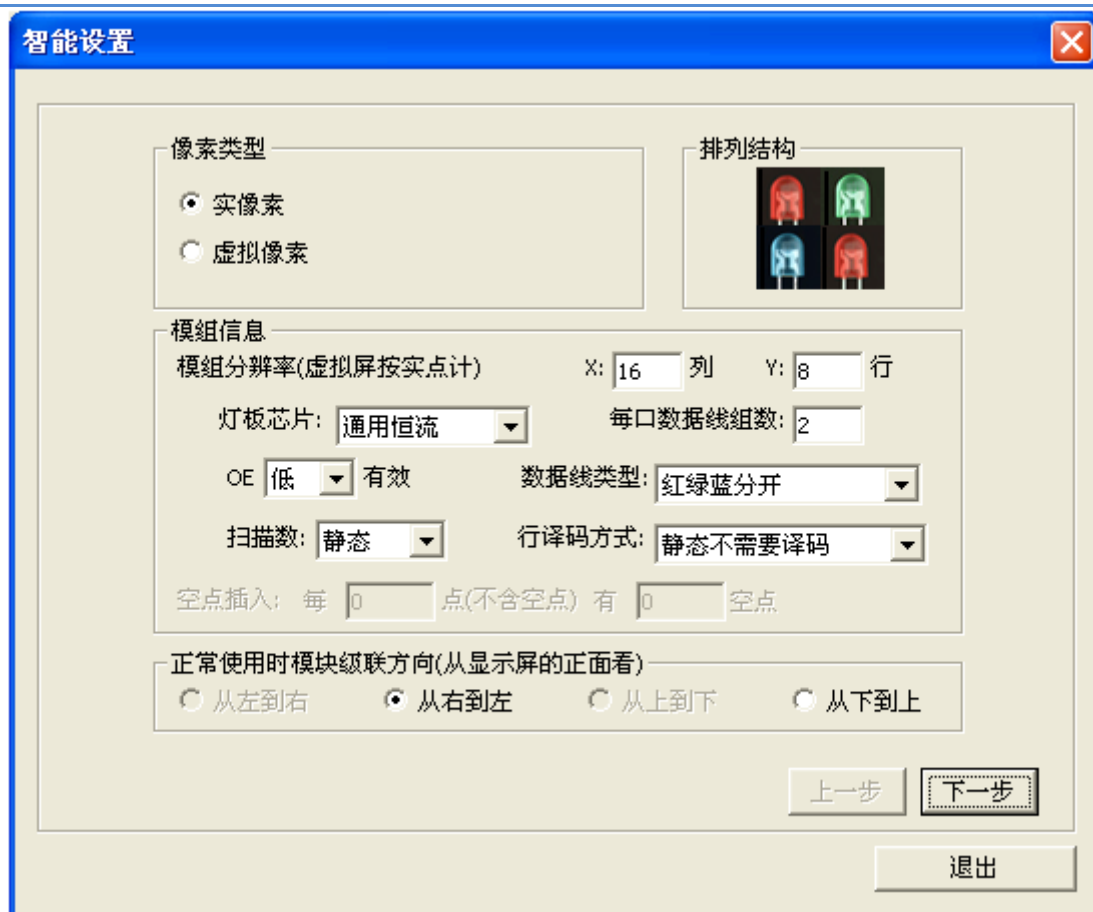 智能设置
像素类型
实像素
虚拟像素
排列结构
模组信息
模组分辨率(虚拟屏按实点计) X: 16 列 Y: 8 行
灯板芯片: 通用恒流 每口数据线组数: 2
OE 低 有效 数据线类型: 红绿蓝分开
扫描数: 静态 行译码方式: 静态不需要译码
空点插入: 每 0 点(不含空点) 有 0 空点
正常使用时模块级联方向(从显示屏的正面看)
从左到右 从右到左 从上到下 从下到上
上一步 下一步
退出